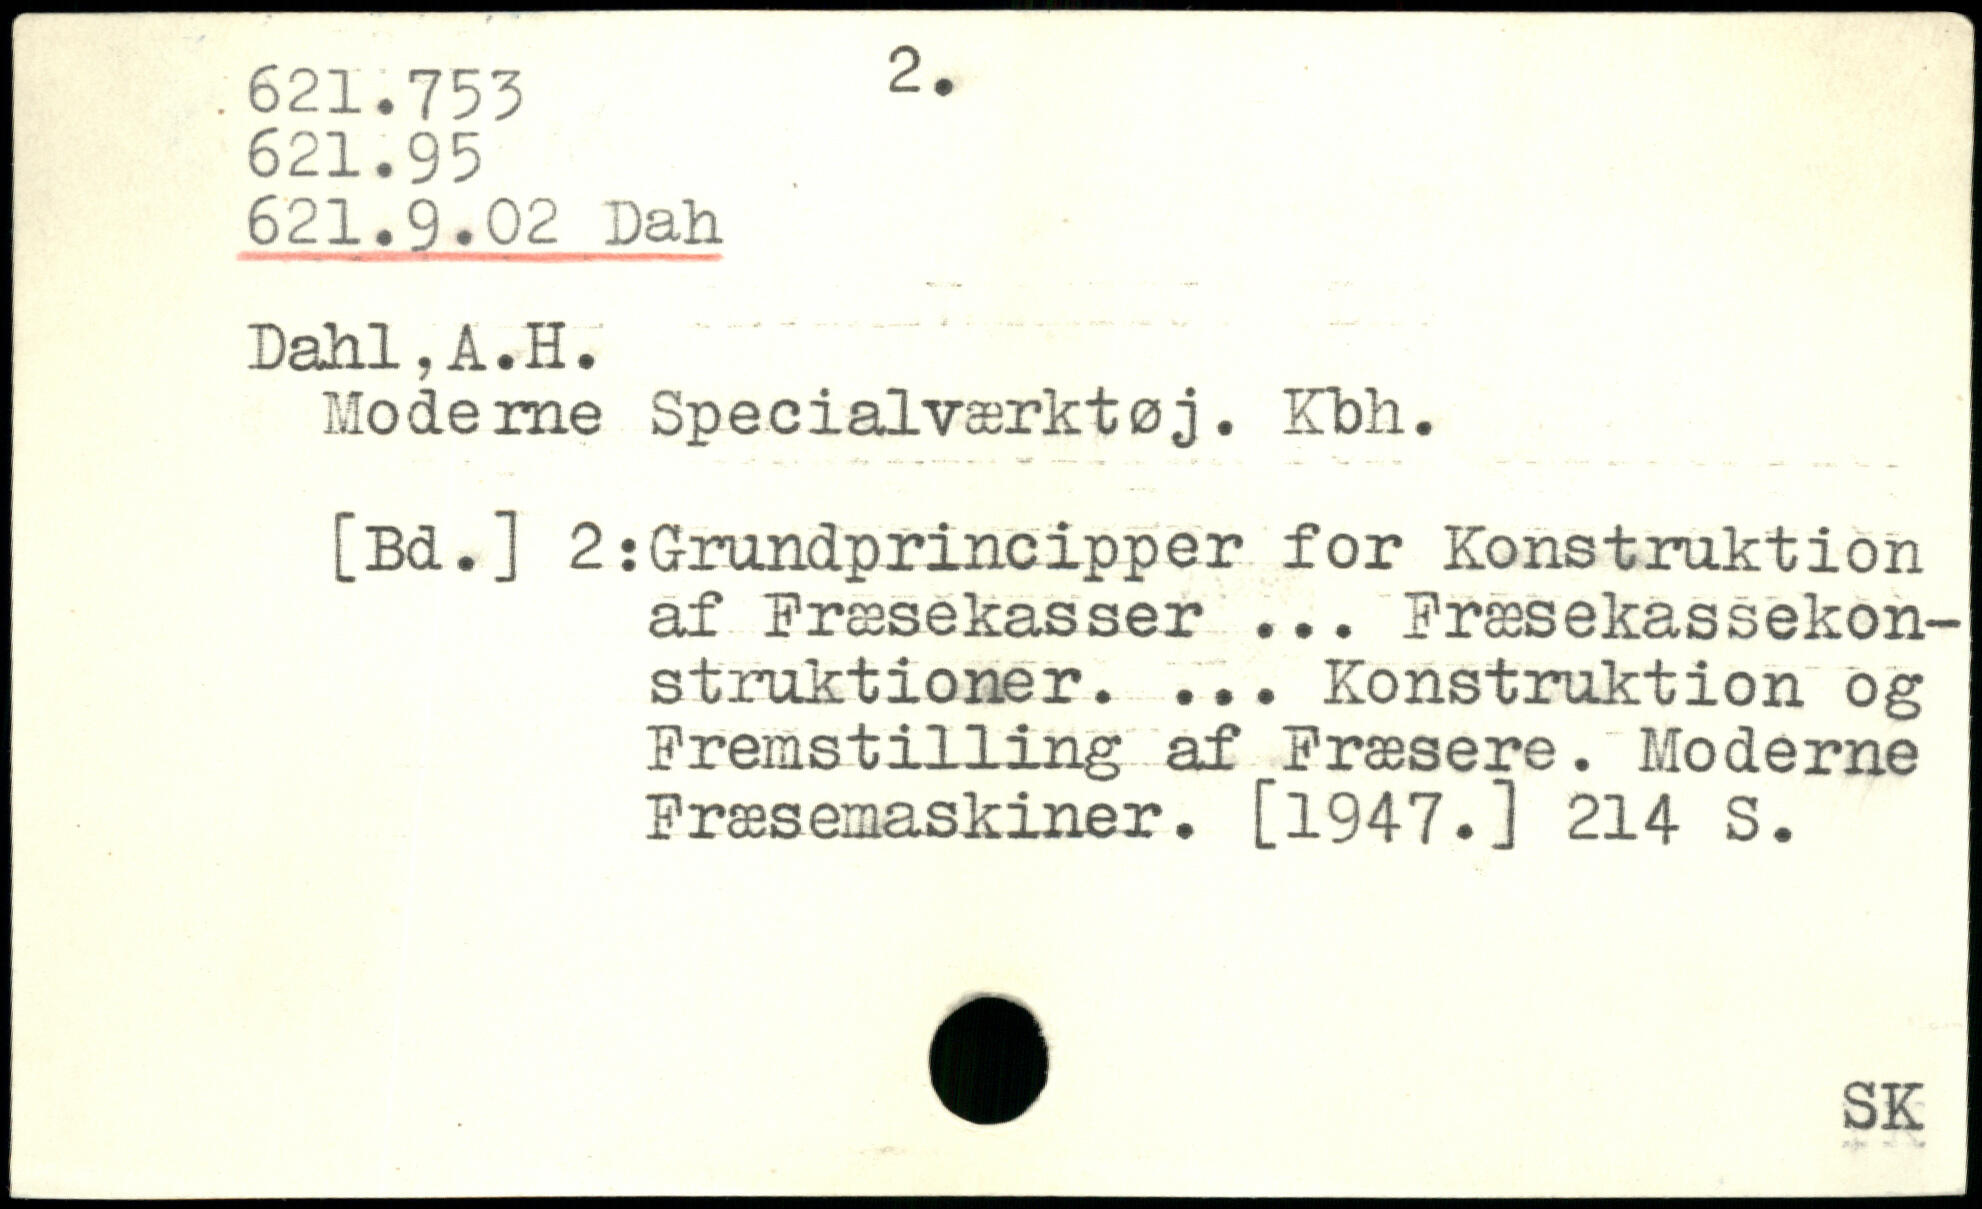 621.753 2.
621.95
621.9.02 Dah
Dahl,A.H.
Moderne Specialværktøj. Kbh.
[Bd.] 2:Grundprincipper for Konstruktion
af Fræsekasser ... Fræsekassekon-
struktioner. ... Konstruktion og
Fremstilling af Fræsere. Moderne
Fræsemaskiner. [1947.] 214 S.
SK